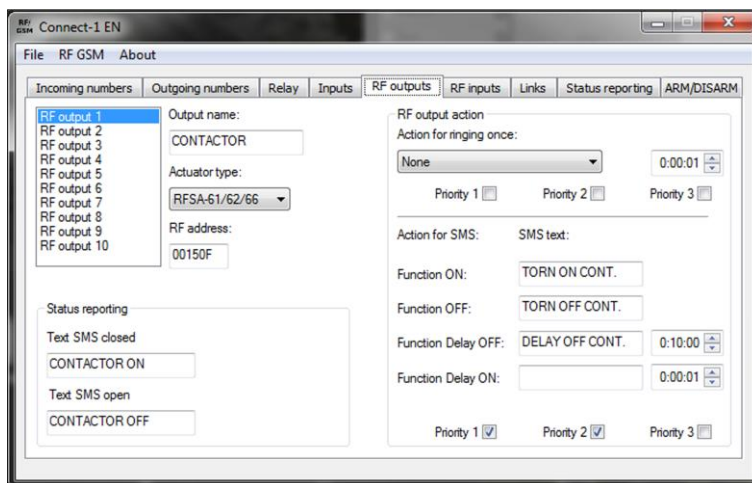 RF/ GSM Connect-1 EN
File RF GSM About
Incoming numbers Outgoing numbers Relay Inputs RF outputs RF inputs Links Status reporting ARM/DISARM
RF output 1
RF output 2
RF output 3
RF output 4
RF output 5
RF output 6
RF output 7
RF output 8
RF output 9
RF output 10
Output name:
CONTACTOR
Actuator type:
RFSA-61/62/66
RF address:
00150F
Status reporting
Text SMS closed
CONTACTOR ON
Text SMS open
CONTACTOR OFF
RF output action
Action for ringing once:
None 0:00:01
Priority 1 Priority 2 Priority 3
Action for SMS: SMS text:
Function ON: TORN ON CONT.
Function OFF: TORN OFF CONT.
Function Delay OFF: DELAY OFF CONT. 0:10:00
Function Delay ON: 0:00:01
Priority 1 Priority 2 Priority 3